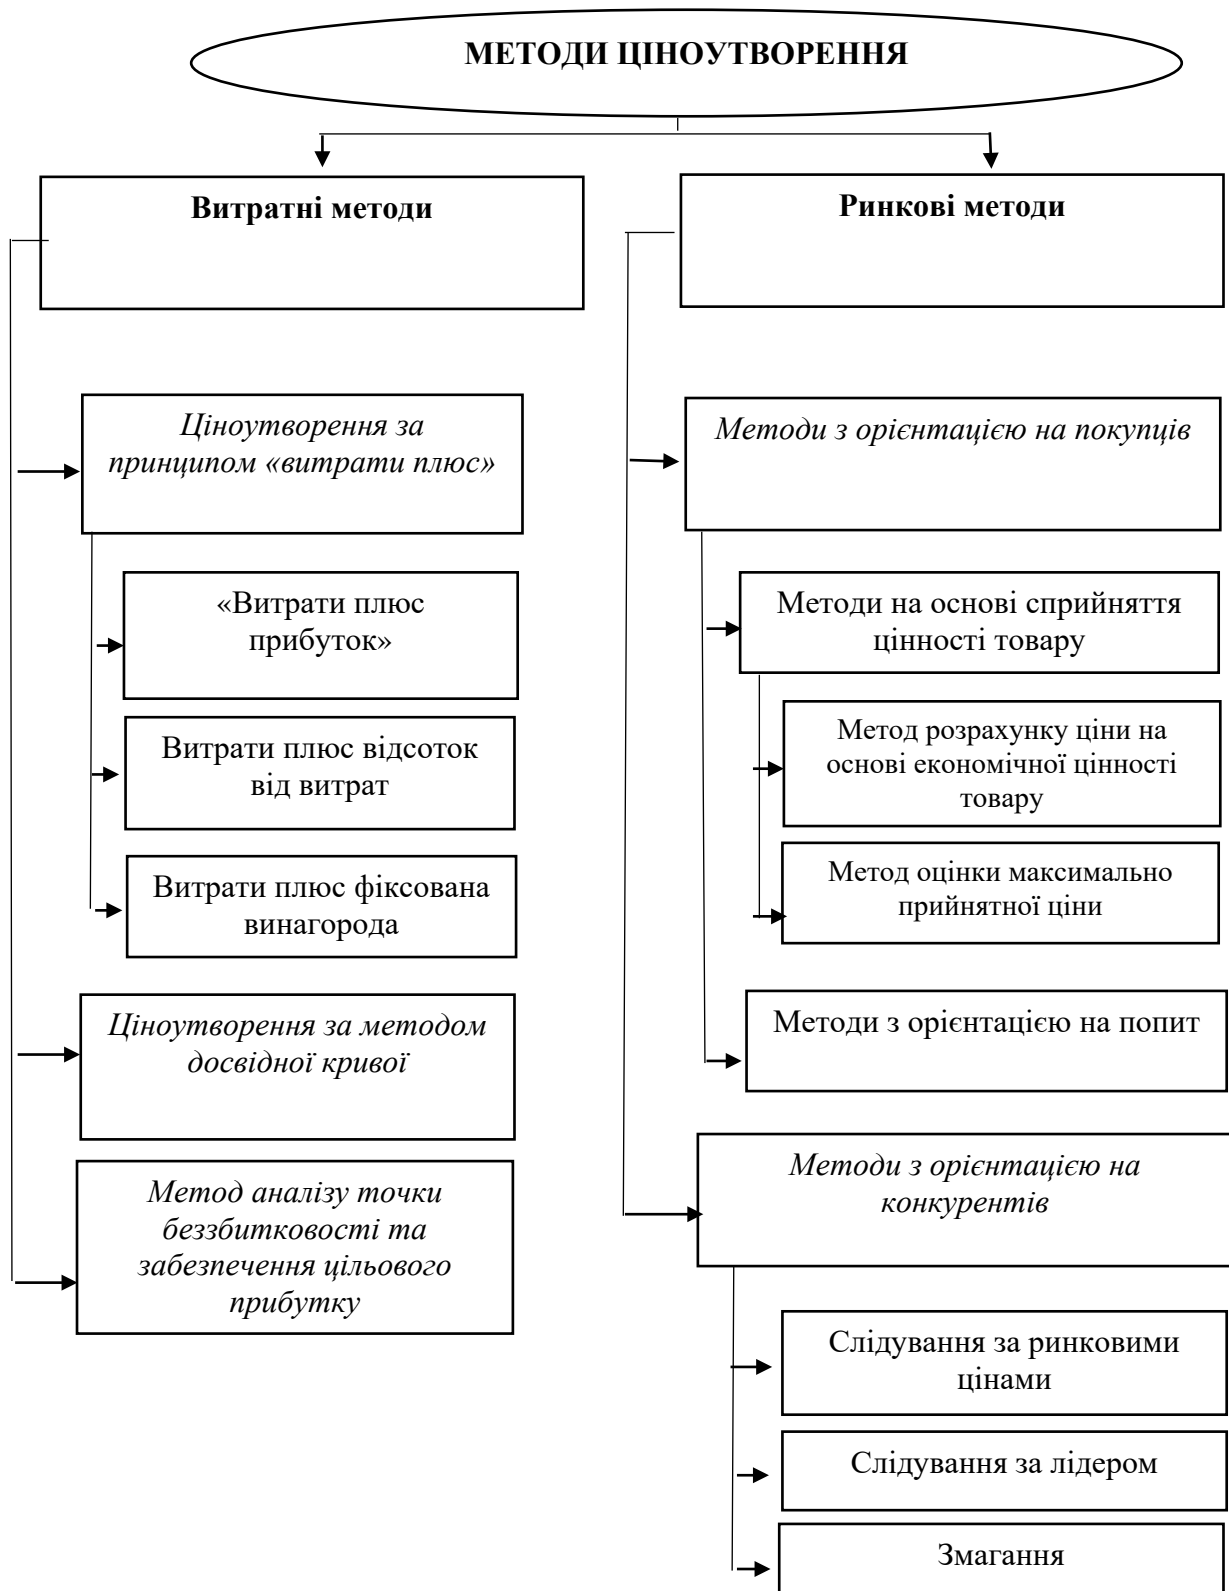 МЕТОДИ ЦІНОУТВОРЕННЯ
Витратні методи
Ціноутворення за
принципом «витрати плюс»
«Витрати плюс
прибуток»
Витрати плюс відсоток
від витрат
Витрати плюс фіксована
винагорода
Ціноутворення за методом
досвідної кривої
Метод аналізу точки
беззбитковості та
забезпечення цільового
прибутку
Ринкові методи
Методи з орієнтацією на покупців
Методи на основі сприйняття
цінності товару
Метод розрахунку ціни на
основі економічної цінності
товару
Метод оцінки максимально
прийнятної ціни
Методи з орієнтацією на попит
Методи з орієнтацією на
конкурентів
Слідування за ринковими
цінами
Слідування за лідером
Змагання